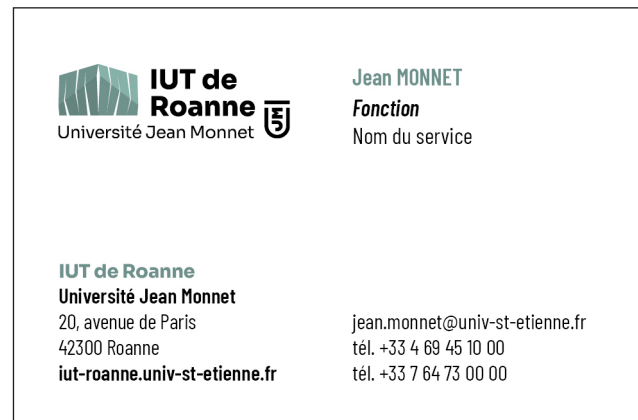 IUT de
Roanne
Université Jean Monnet
UJM
Jean MONNET
Fonction
Nom du service
IUT de Roanne
Université Jean Monnet
20, avenue de Paris
42300 Roanne
iut-roanne.univ-st-etienne.fr
jean.monnet@univ-st-etienne.fr
tél. +33 4 69 45 10 00
tél. +33 7 64 73 00 00